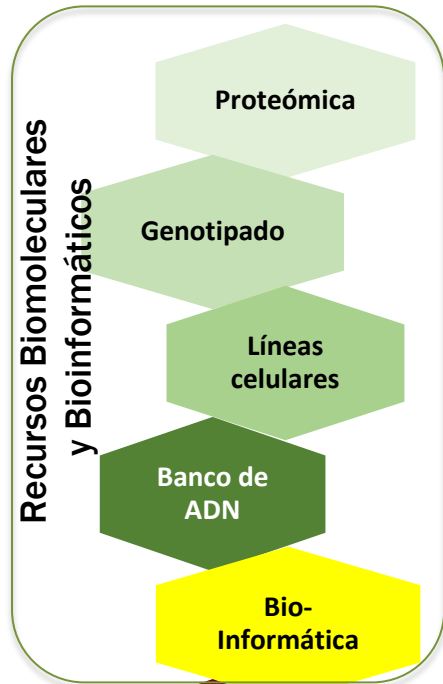 Recursos Biomoleculares
y Bioinformáticos
Proteómica
Genotipado
Líneas
celulares
Banco de
ADN
Bio-
Informática